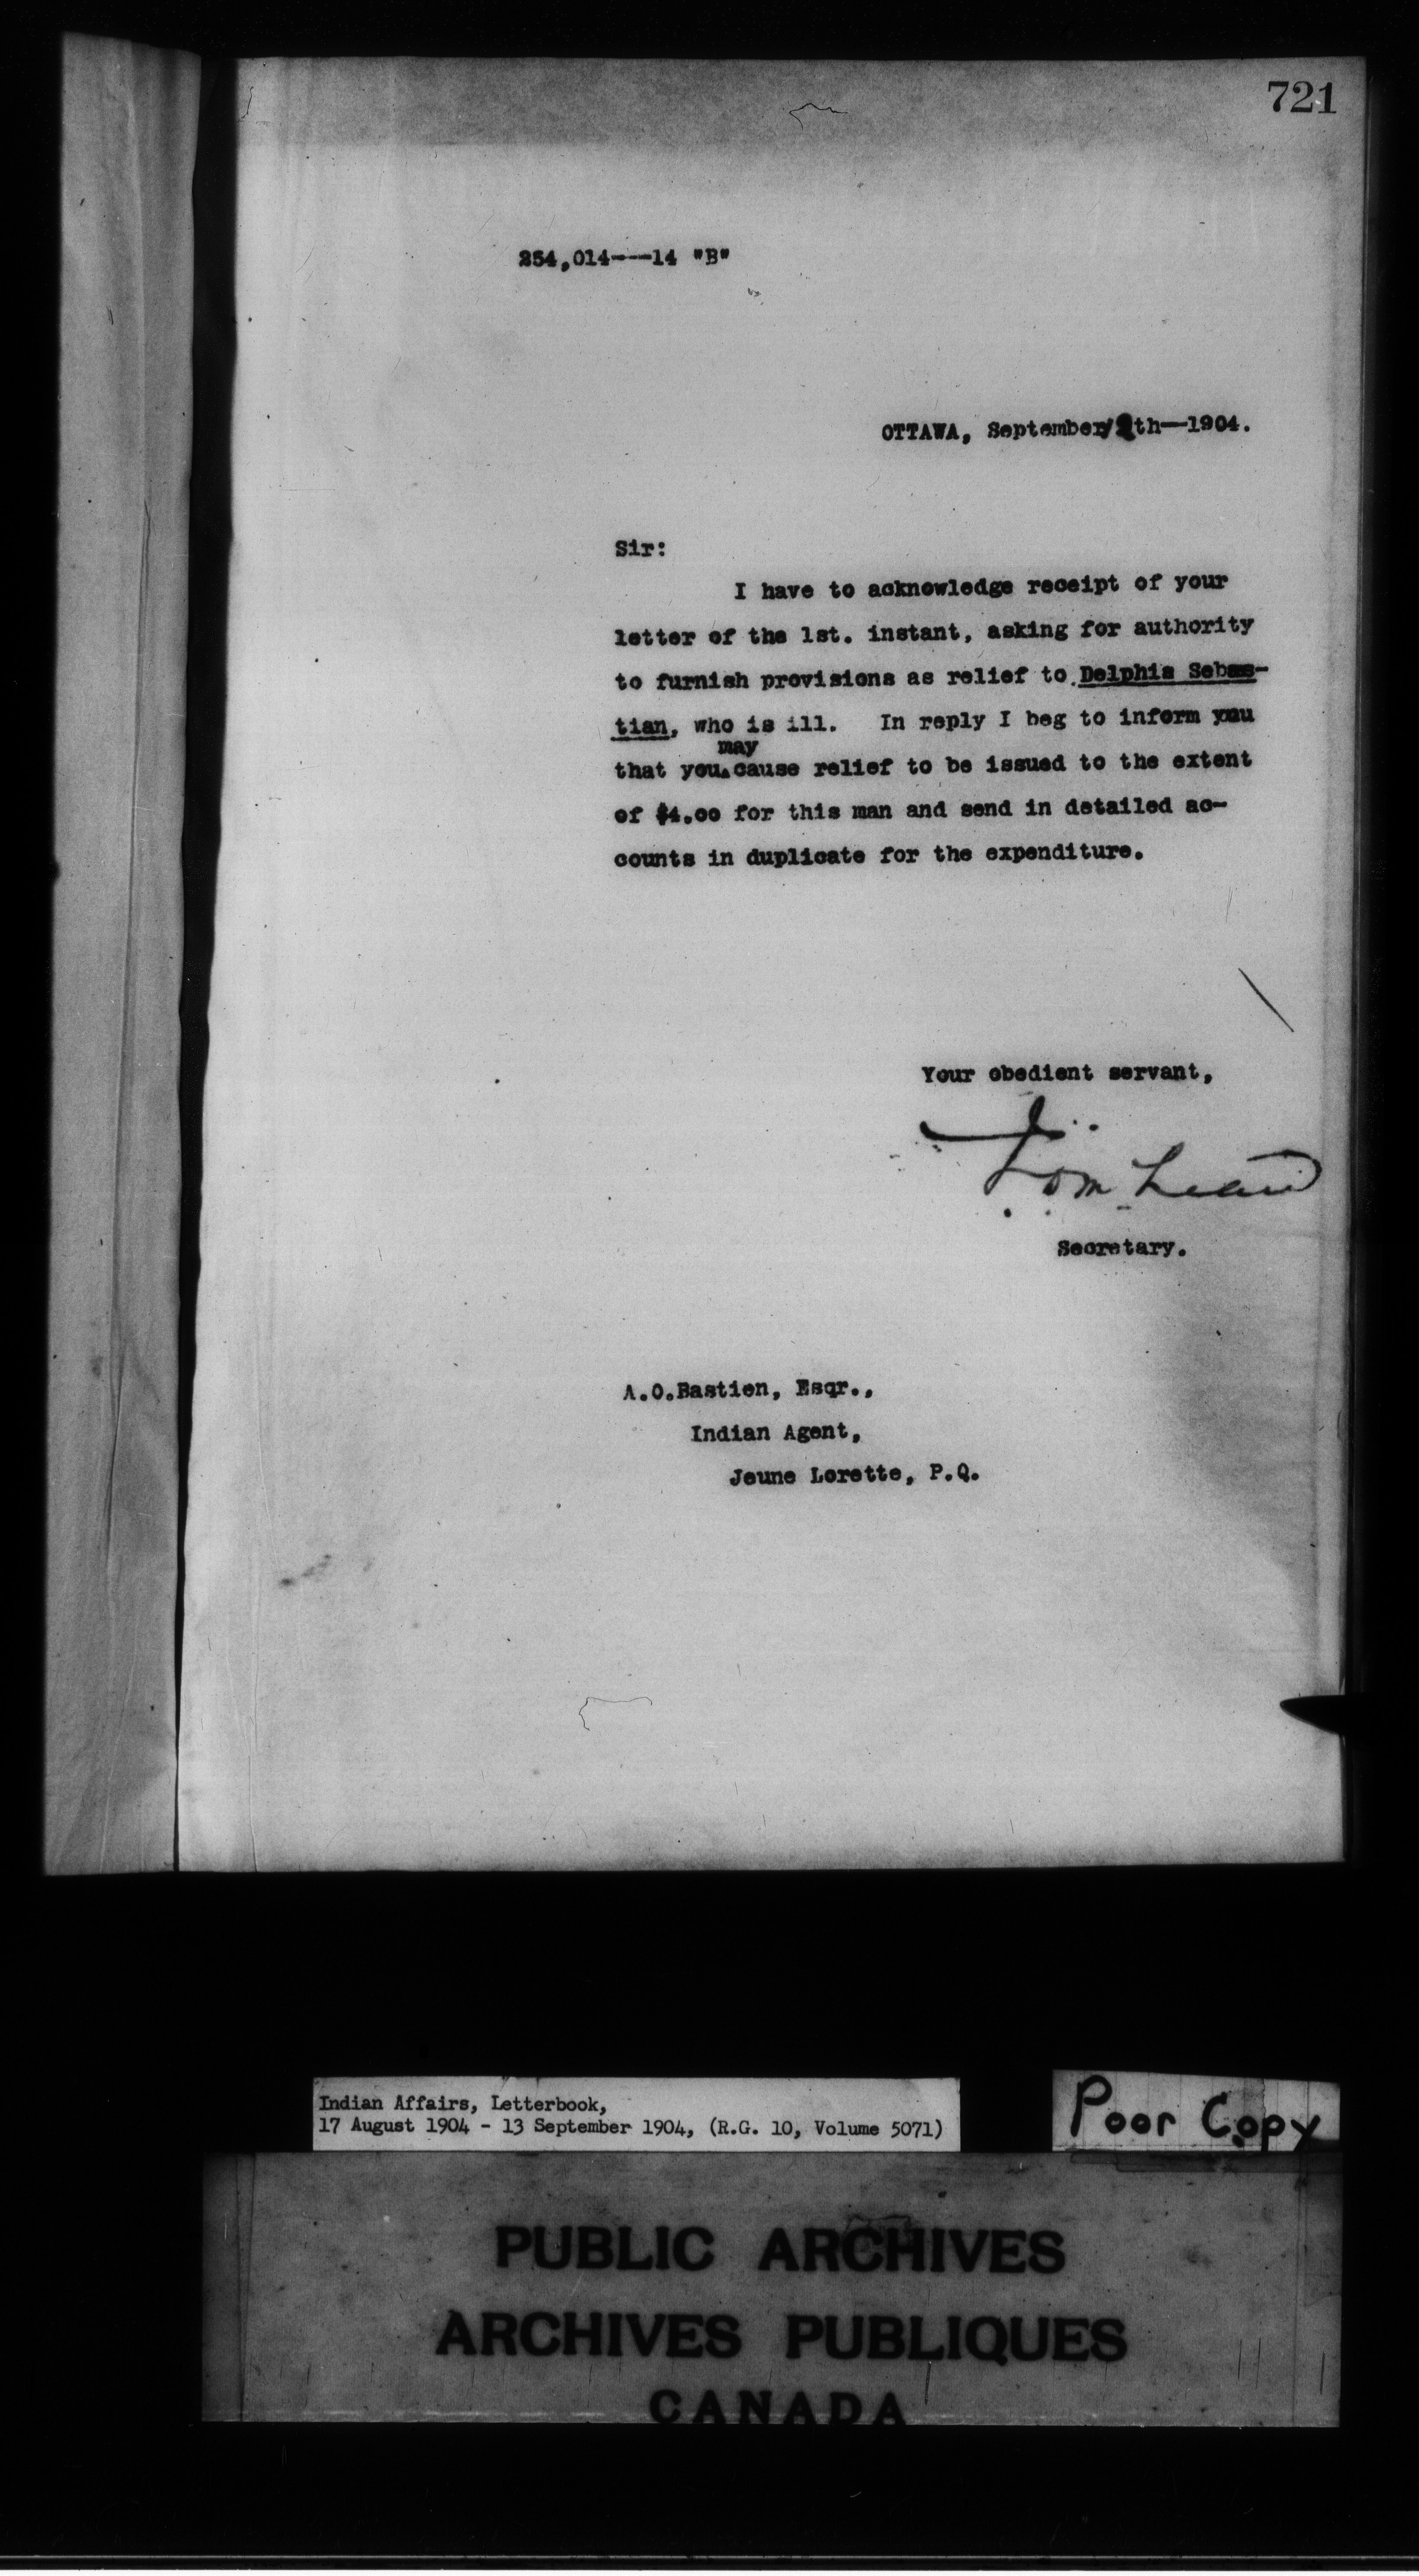 721
254,014---14 "B"
OTTAWA, September th—1904.
Sir:
I have to acknowledge receipt of your
letter of the 1st. instant, asking for authority
to furnish provisions as relief to Delphis Sebas-
tian, who is ill. In reply I beg to inform you
may
that you cause relief to be issued to the extent
of $4.00 for this man and send in detailed ac-
counts in duplicate for the expenditure.
Your obedient servant,
Secretary.
A.O.Bastien, Esqr.,
Indian Agent,
Jeune Lorette, P.Q.
Indian Affairs, Letterbook,
17 August 1904 - 13 September 1904, (R.G. 10, Volume 5071)
Poor Copy
PUBLIC ARCHIVES
ARCHIVES PUBLIQUES
CANADA